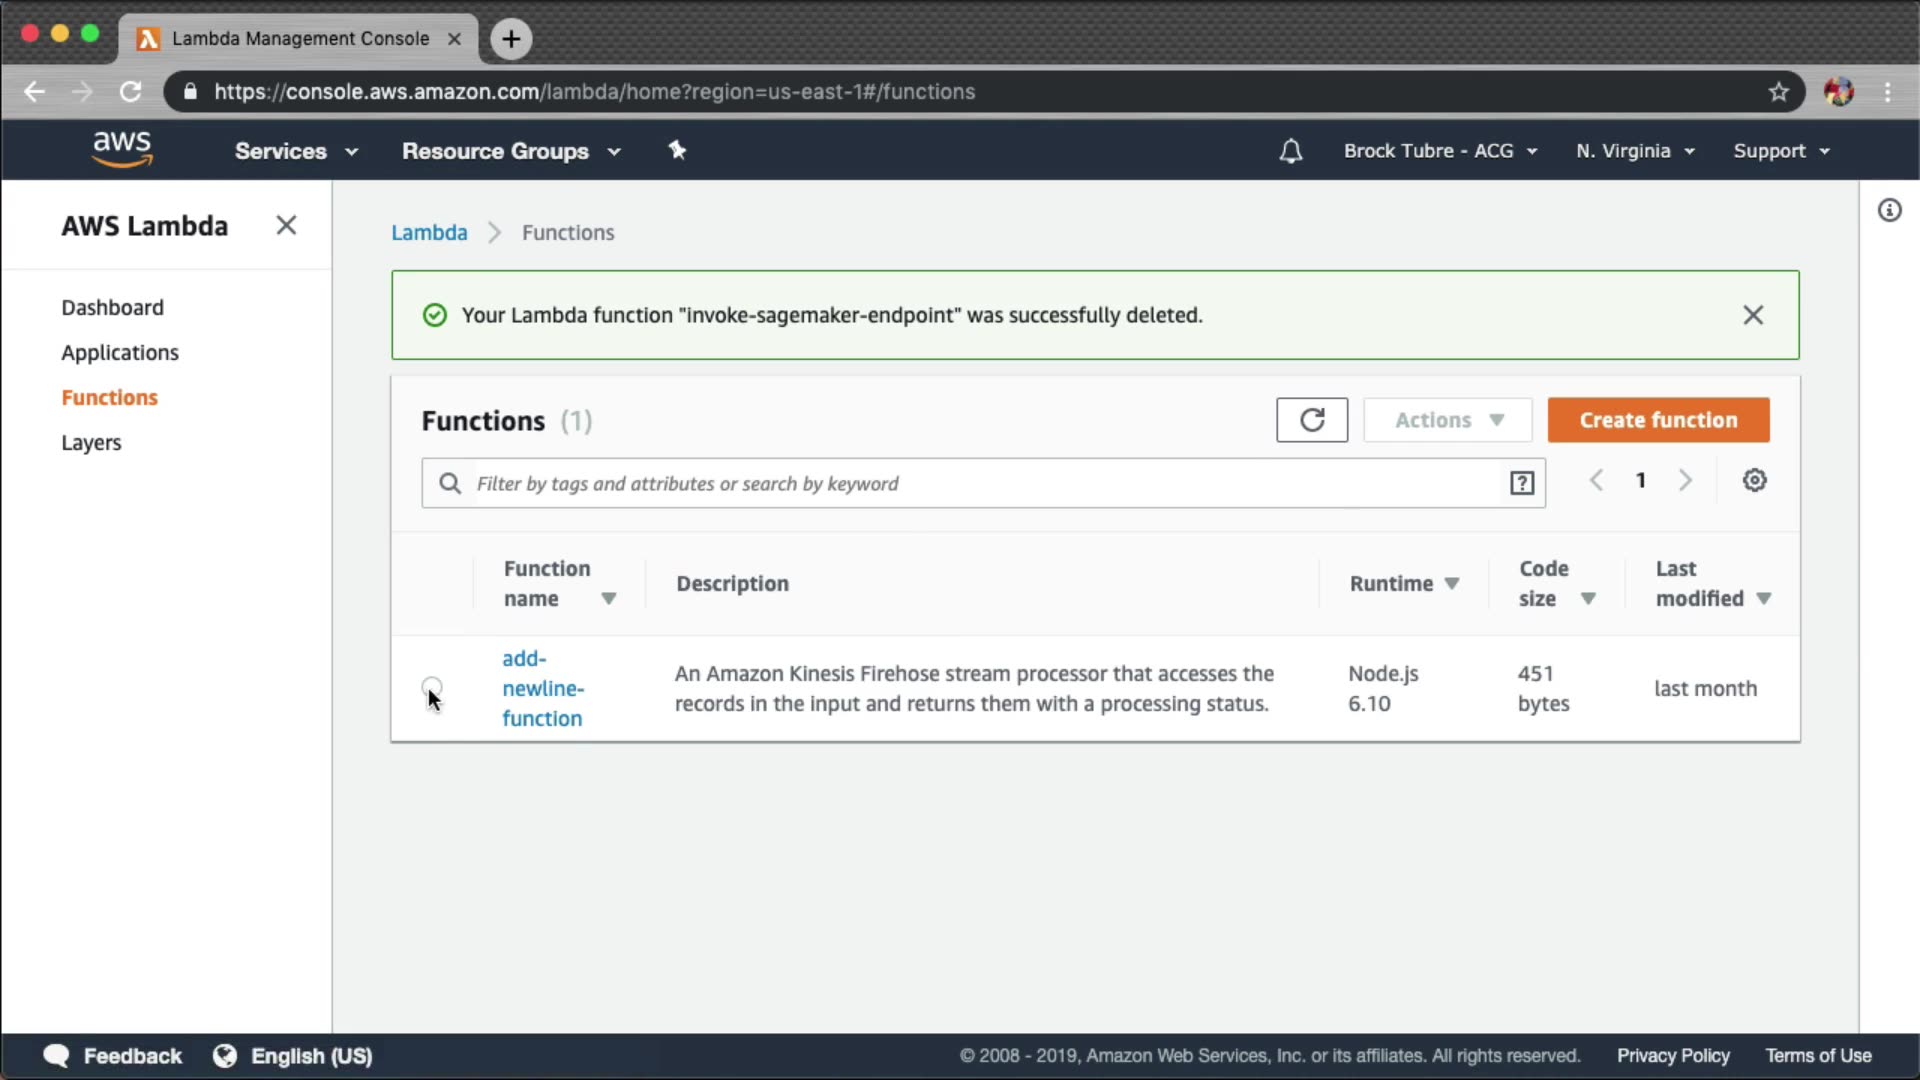 Lambda Management Console
https://console.aws.amazon.com/lambda/home?region=us-east-1#/functions
aws
Services
Resource Groups
Brock Tubre - ACG
N. Virginia
Support
AWS Lambda
Dashboard
Applications
Functions
Layers
Lambda
Functions
Your Lambda function "invoke-sagemaker-endpoint" was successfully deleted.
Functions (1)
Actions
Create function
Filter by tags and attributes or search by keyword
1
Function
name
Description
Runtime
Code
size
Last
modified
add-
newline-
function
An Amazon Kinesis Firehose stream processor that accesses the
records in the input and returns them with a processing status.
Node.js
6.10
451
bytes
last month
Feedback
English (US)
© 2008 - 2019, Amazon Web Services, Inc. or its affiliates. All rights reserved.
Privacy Policy
Terms of Use